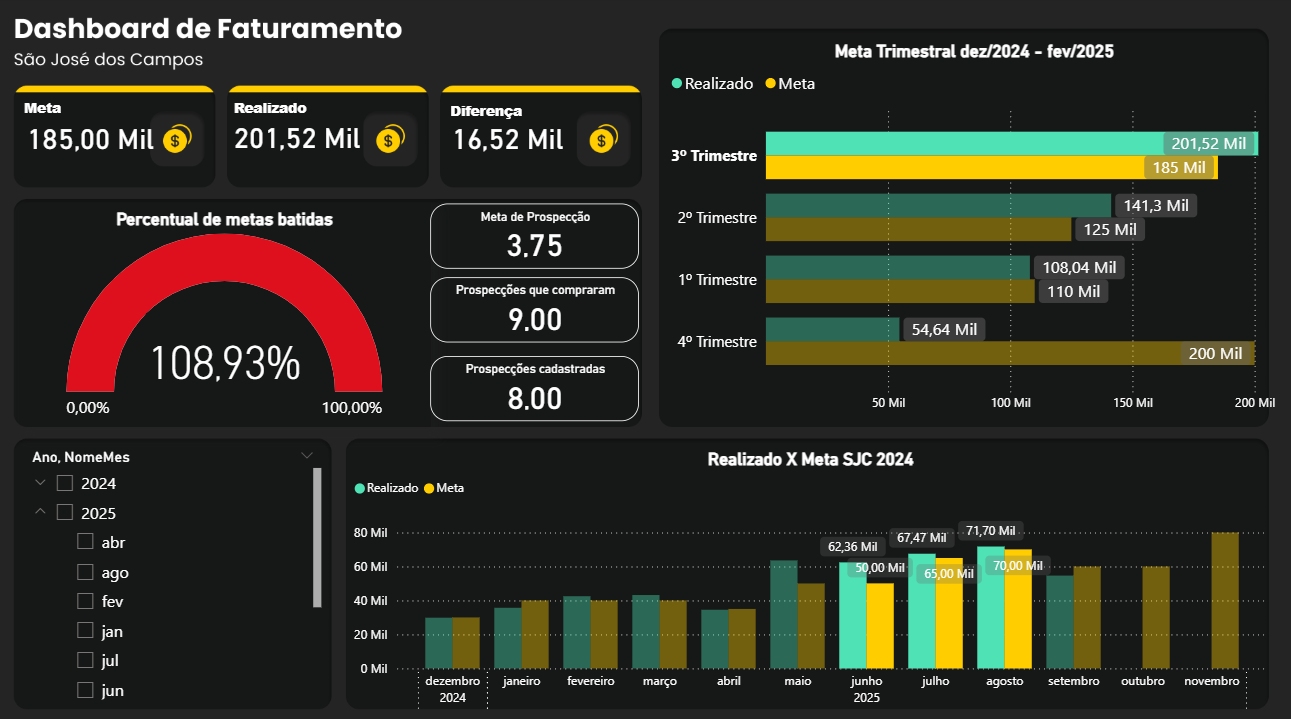 Dashboard de Faturamento
São José dos Campos
Meta
185,00 Mil
$
Realizado
201,52 Mil
$
Diferença
16,52 Mil
$
Percentual de metas batidas
108,93%
0,00%
100,00%
Meta de Prospecção
3,75
Prospecções que compraram
9,00
Prospecções cadastradas
8,00
Meta Trimestral dez/2024 - fev/2025
Realizado Meta
3º Trimestre
201,52 Mil
185 Mil
2º Trimestre
141,3 Mil
125 Mil
1º Trimestre
108,04 Mil
110 Mil
4º Trimestre
54,64 Mil
200 Mil
50 Mil 100 Mil 150 Mil 200 Mil
Ano, NomeMes
2024
2025
abr
ago
fev
jan
jul
jun
Realizado X Meta SJC 2024
Realizado Meta
80 Mil
60 Mil
40 Mil
20 Mil
0 Mil
62,36 Mil
50,00 Mil
67,47 Mil
65,00 Mil
71,70 Mil
70,00 Mil
dezembro janeiro fevereiro março abril maio junho julho agosto setembro outubro novembro
2024 2025